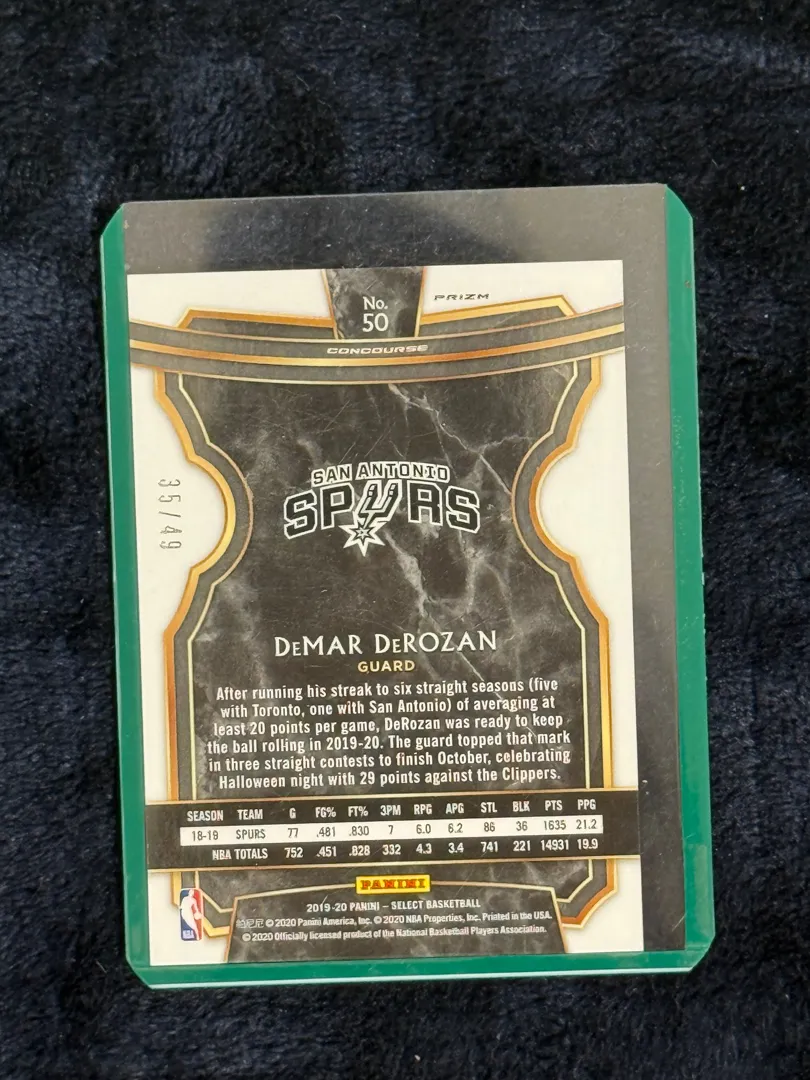 No.
50
PRIZM
CONCOURSE
35/49
SAN ANTONIO
SPURS
DeMAR DeROZAN
GUARD
After running his streak to six straight seasons (five
with Toronto, one with San Antonio) of averaging at
least 20 points per game, DeRozan was ready to keep
the ball rolling in 2019-20. The guard topped that mark
in three straight contests to finish October, celebrating
Halloween night with 29 points against the Clippers.
SEASON TEAM G FG% FT% 3PM RPG APG STL BLK PTS PPG
18-19 SPURS 77 .481 .830 7 6.0 6.2 86 36 1635 21.2
NBA TOTALS 752 .451 .828 332 4.3 3.4 741 221 14931 19.9
PANINI
2019-20 PANINI – SELECT BASKETBALL
© 2020 Panini America, Inc. © 2020 NBA Properties, Inc. Printed in the USA.
© 2020 Officially licensed product of the National Basketball Players Association.
NBA